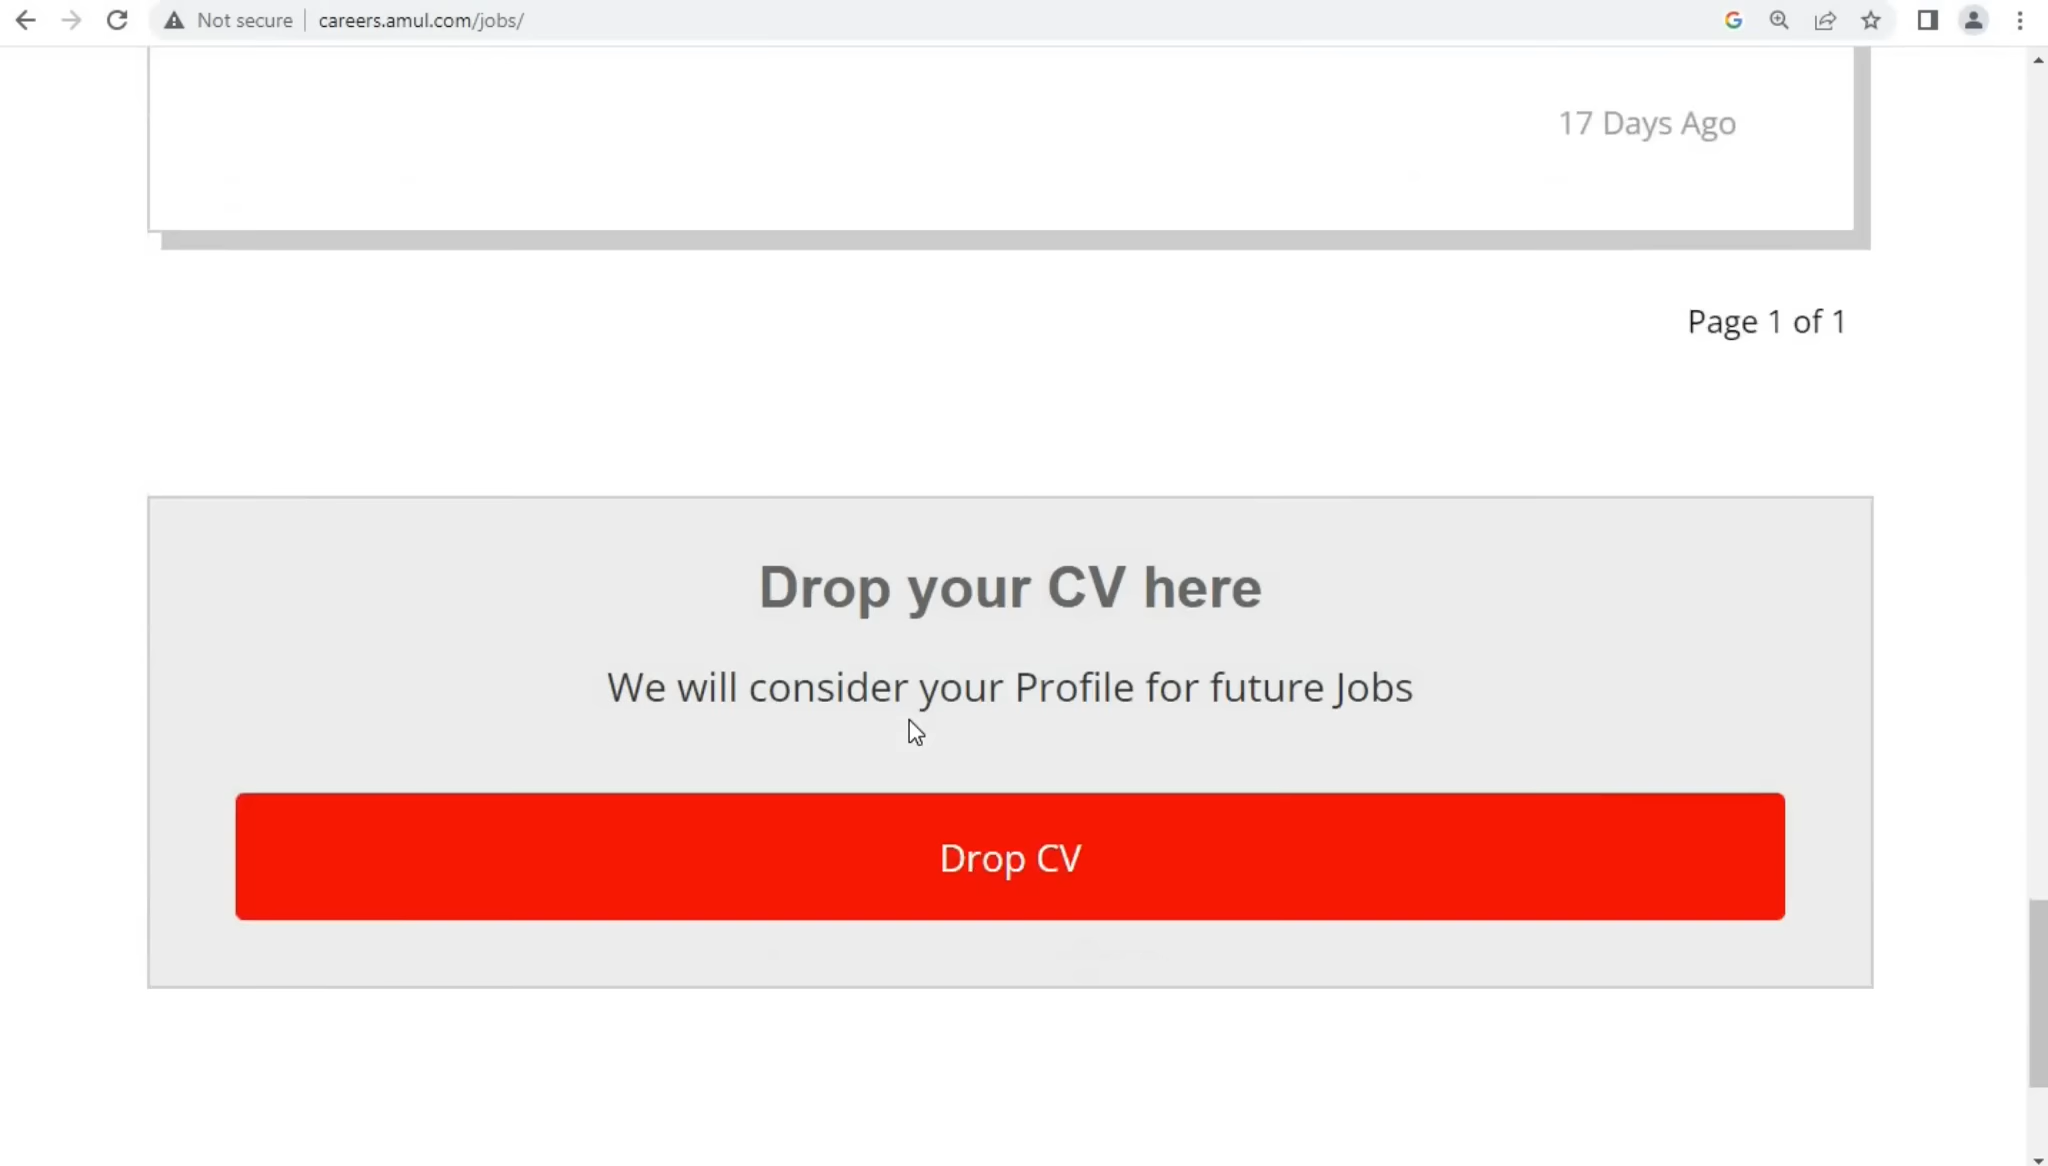 Not secure careers.amul.com/jobs/
17 Days Ago
Page 1 of 1
Drop your CV here
We will consider your Profile for future Jobs
Drop CV